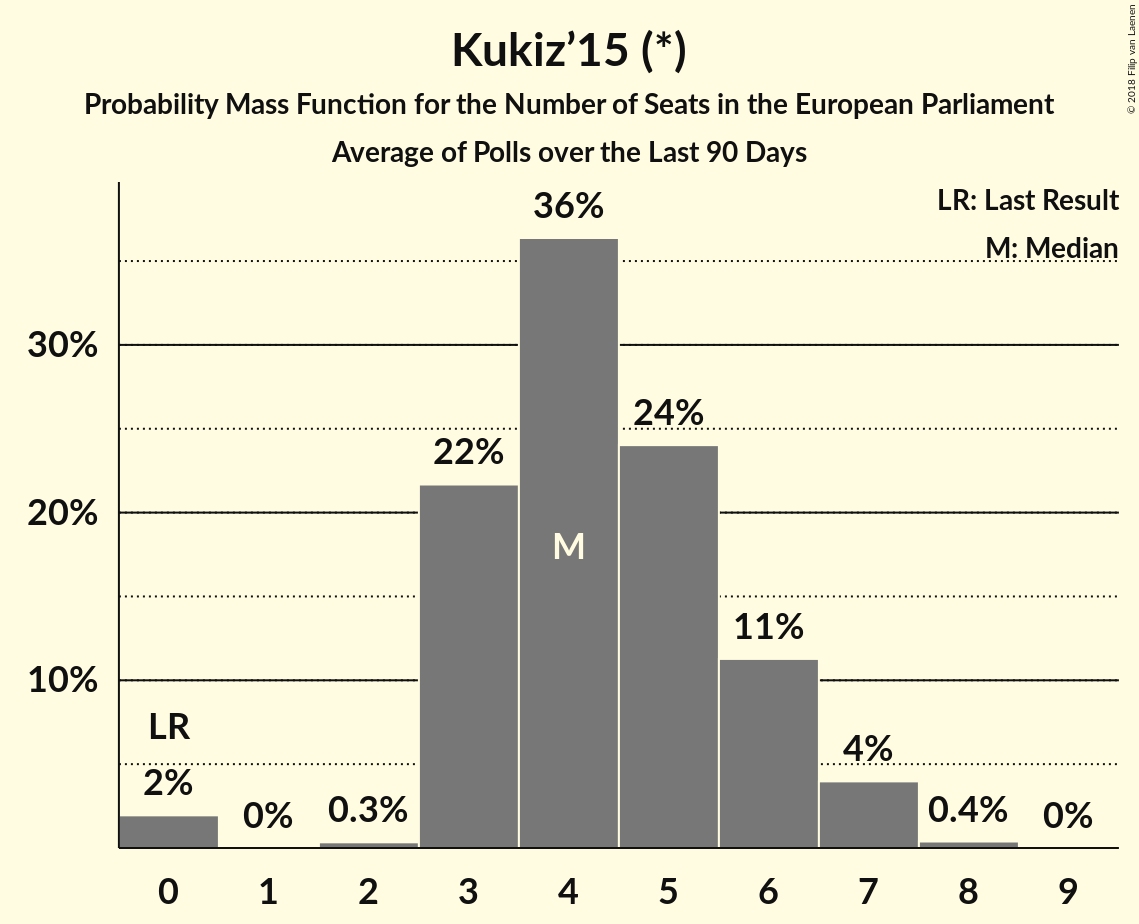 Kukiz’15 (*)
Probability Mass Function for the Number of Seats in the European Parliament
Average of Polls over the Last 90 Days
© 2018 Filip van Laenen
LR: Last Result
M: Median
36%
30%
24%
22%
20%
M
11%
10%
LR
4%
2%
0%
0.3%
0.4%
0%
0 1 2 3 4 5 6 7 8 9